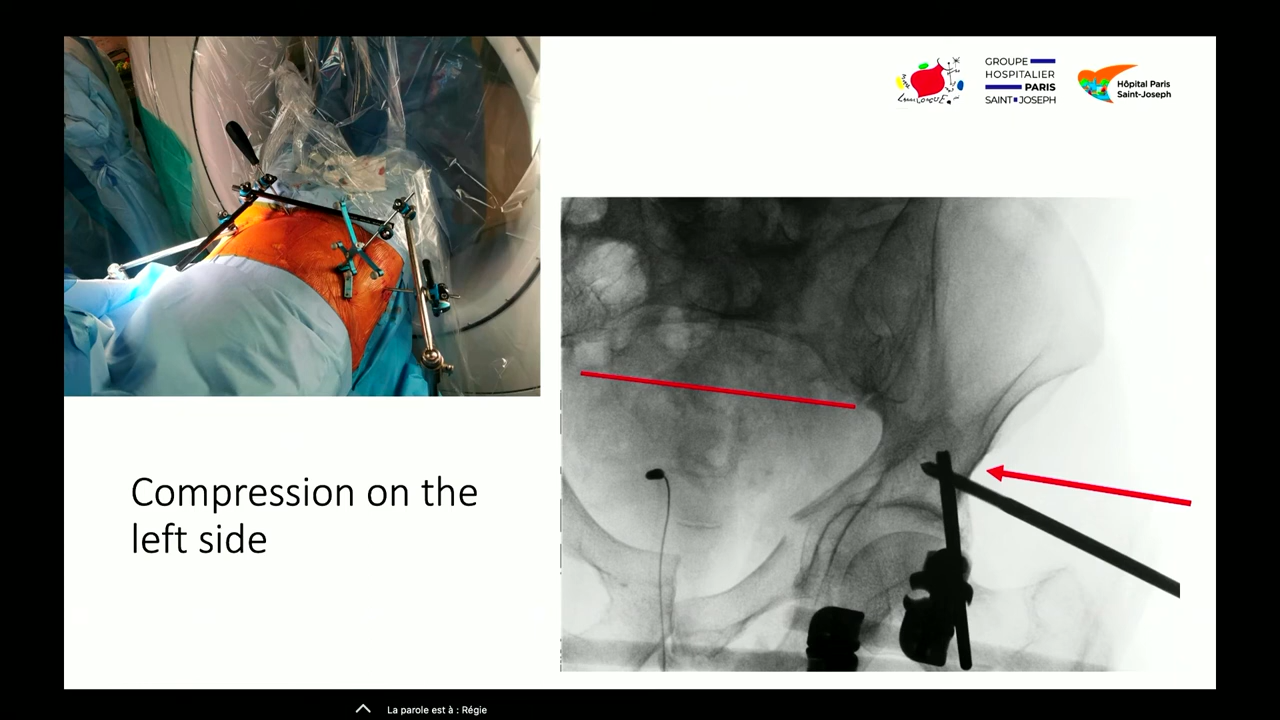 GROUPE
HOSPITALIER
PARIS
SAINT JOSEPH
Hôpital Paris
Saint-Joseph
Compression on the
left side
La parole est à : Régie